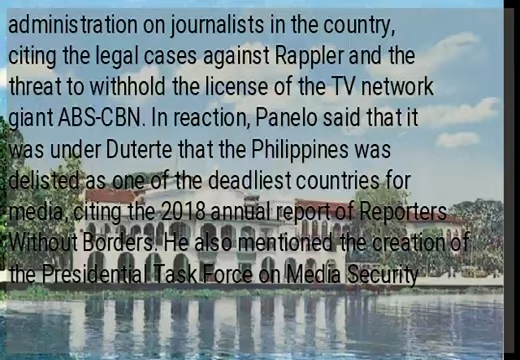 administration on journalists in the country,
citing the legal cases against Rappler and the
threat to withhold the license of the TV network
giant ABS-CBN. In reaction, Panelo said that it
was under Duterte that the Philippines was
delisted as one of the deadliest countries for
media, citing the 2018 annual report of Reporters
Without Borders. He also mentioned the creation of
the Presidential Task Force on Media Security